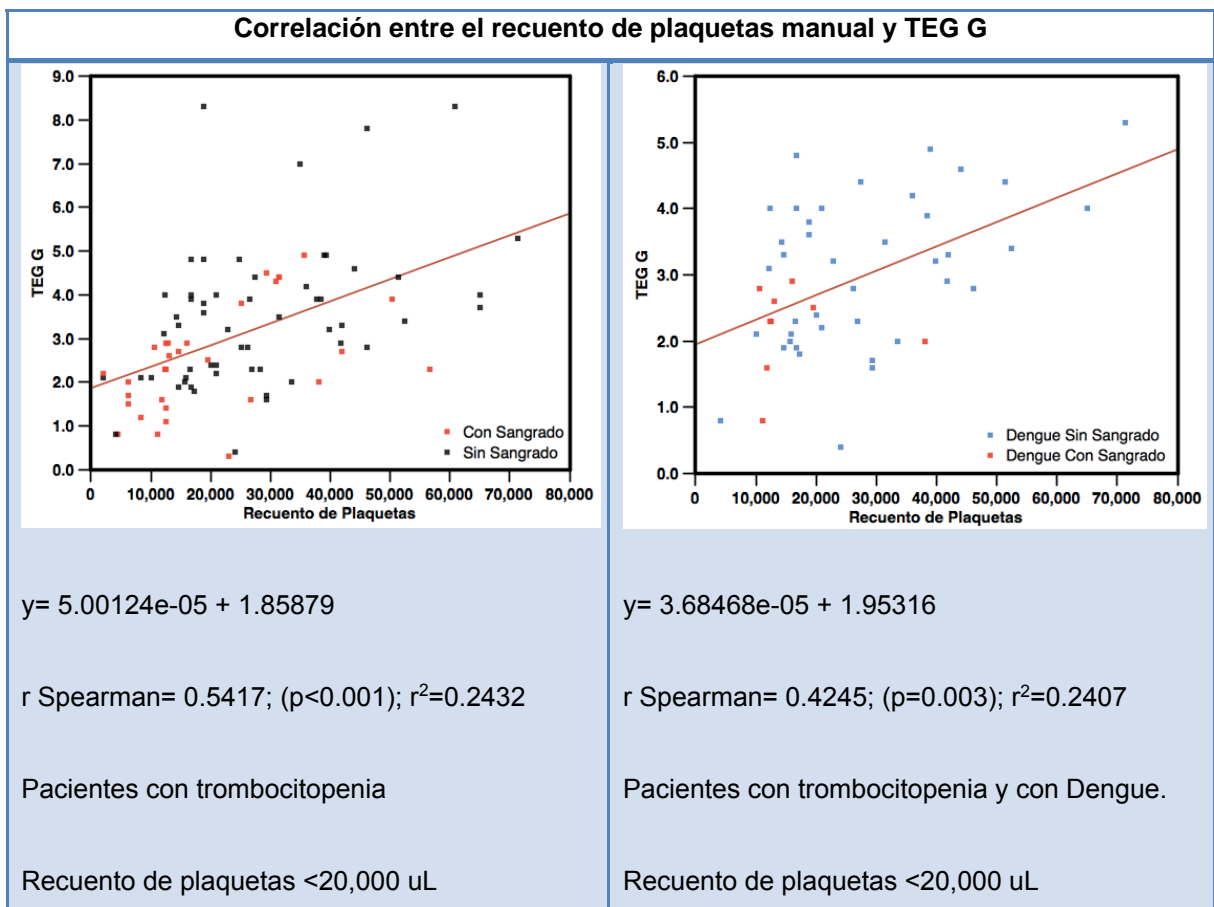 Correlación entre el recuento de plaquetas manual y TEG G
9.0
8.0
7.0
6.0
5.0
4.0
3.0
2.0
1.0
0.0
TEG G
Con Sangrado
Sin Sangrado
0 10,000 20,000 30,000 40,000 50,000 60,000 70,000 80,000
Recuento de Plaquetas
y= 5.00124e-05 + 1.85879
r Spearman= 0.5417; (p<0.001); r²=0.2432
Pacientes con trombocitopenia
Recuento de plaquetas <20,000 uL
6.0
5.0
4.0
3.0
2.0
1.0
0.0
TEG G
Dengue Sin Sangrado
Dengue Con Sangrado
0 10,000 20,000 30,000 40,000 50,000 60,000 70,000 80,000
Recuento de Plaquetas
y= 3.68468e-05 + 1.95316
r Spearman= 0.4245; (p=0.003); r²=0.2407
Pacientes con trombocitopenia y con Dengue.
Recuento de plaquetas <20,000 uL